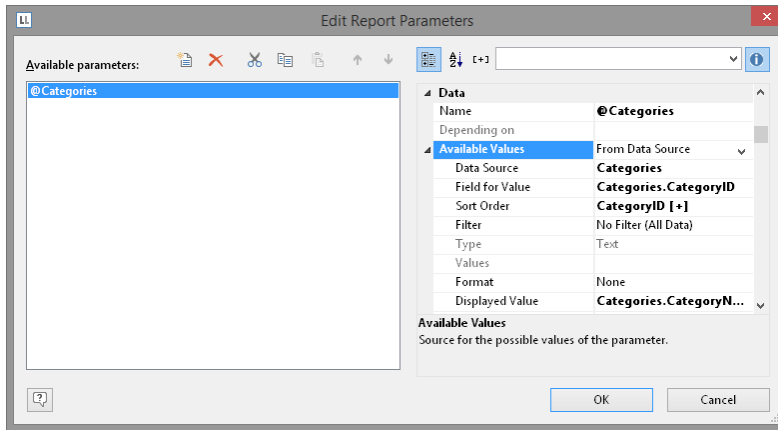 LL
Edit Report Parameters
Available parameters:
@Categories
Data
Name @Categories
Depending on
Available Values From Data Source
Data Source Categories
Field for Value Categories.CategoryID
Sort Order CategoryID [+]
Filter No Filter (All Data)
Type Text
Values
Format None
Displayed Value Categories.CategoryN...
Available Values
Source for the possible values of the parameter.
OK Cancel